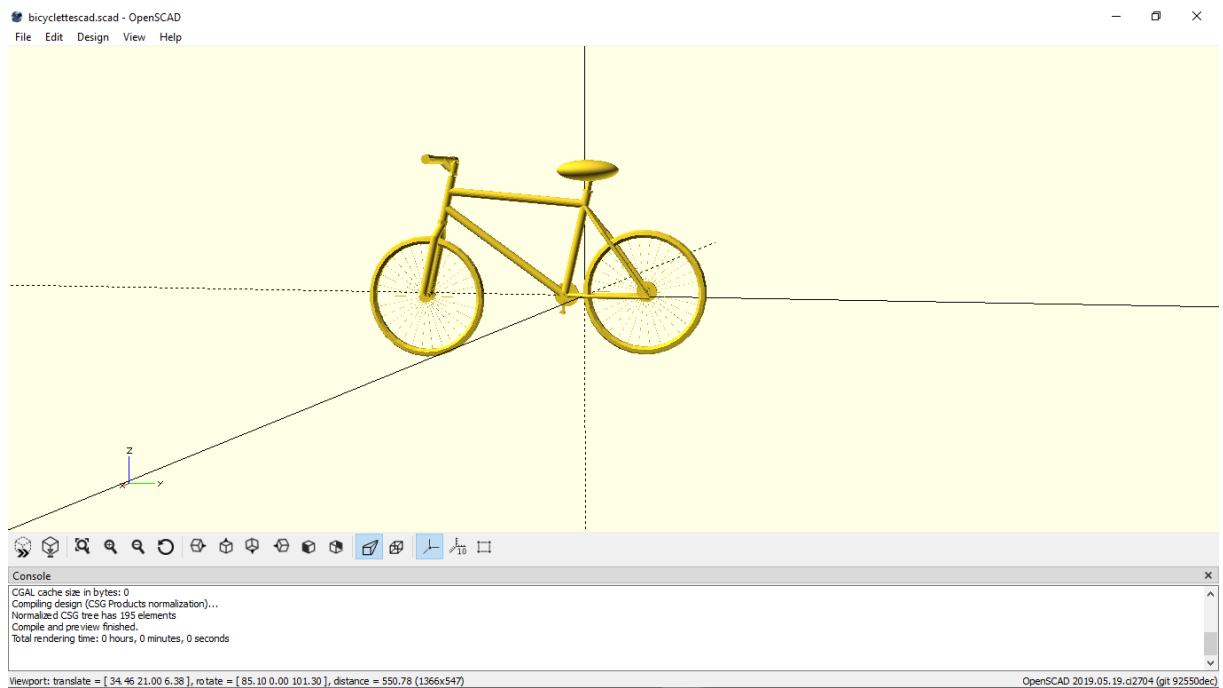 bicyclettescad.scad - OpenSCAD
File Edit Design View Help
Z
X Y
10
Console
CGAL cache size in bytes: 0
Compiling design (CSG Products normalization)...
Normalized CSG tree has 195 elements
Compile and preview finished.
Total rendering time: 0 hours, 0 minutes, 0 seconds
Viewport: translate = [ 34.46 21.00 6.38 ], rotate = [ 85.10 0.00 101.30 ], distance = 550.78 (1366x547) OpenSCAD 2019.05.19.ci2704 (git 92550dec)